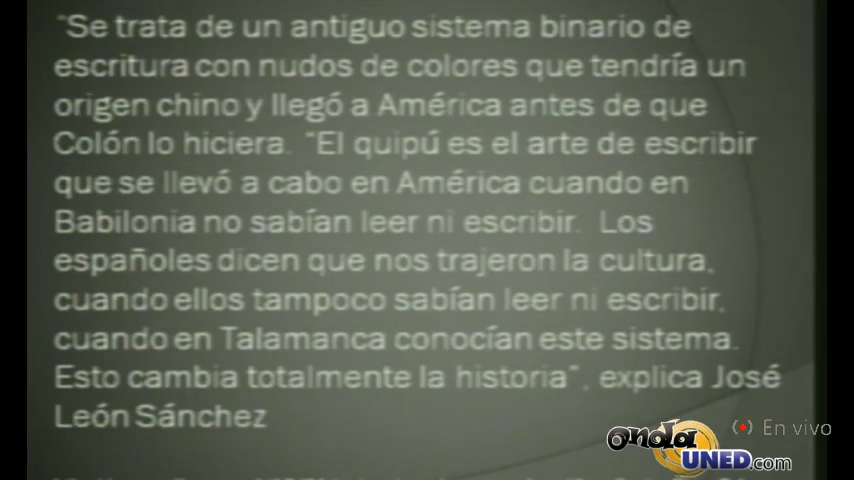 "Se trata de un antiguo sistema binario de
escritura con nudos de colores que tendría un
origen chino y llegó a América antes de que
Colón lo hiciera. "El quipú es el arte de escribir
que se llevó a cabo en América cuando en
Babilonia no sabían leer ni escribir. Los
españoles dicen que nos trajeron la cultura,
cuando ellos tampoco sabían leer ni escribir,
cuando en Talamanca conocían este sistema.
Esto cambia totalmente la historia", explica José
León Sánchez
En vivo
onda
UNED.com